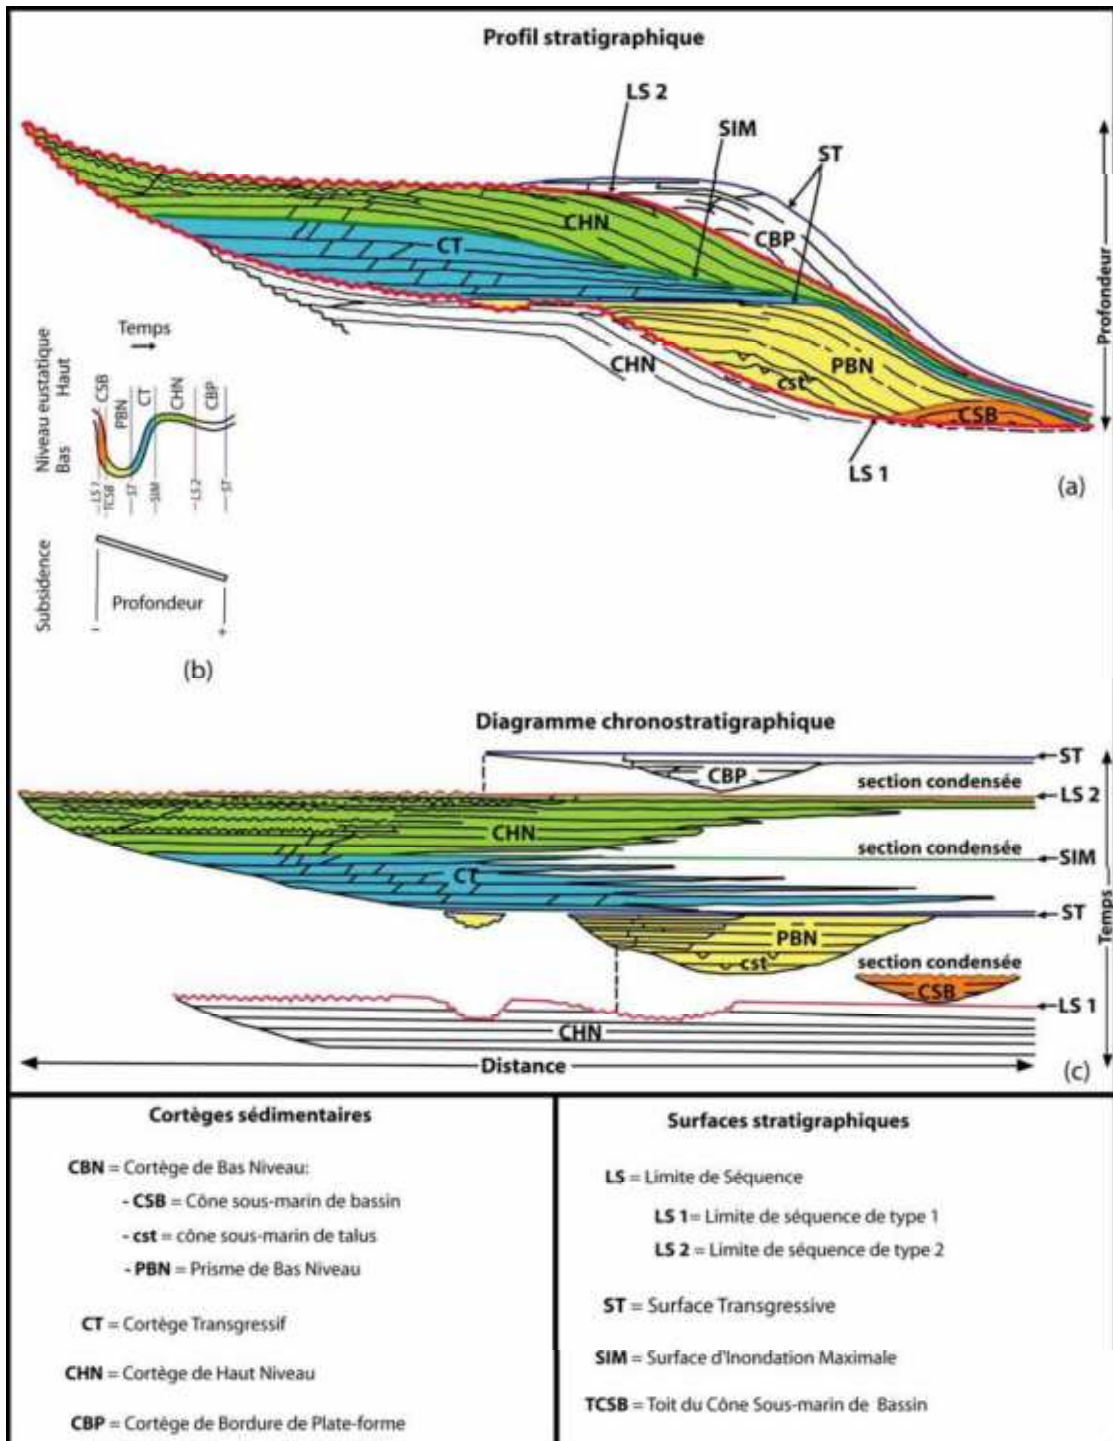 Profil stratigraphique
LS 2
SIM
ST
CHN
CBP
CT
Profondeur
Temps
CHN
PBN
cst
CSB
LS 1
(a)
Niveau eustatique
Bas Haut
CSB
PBN
CT
CHN
CBP
LS 1
TCSB
ST
SIM
LS 2
ST
Subsidence
Profondeur
- +
(b)
Diagramme chronostratigraphique
ST
CBP
section condensée
LS 2
CHN
section condensée
SIM
CT
ST
Temps
PBN
cst
section condensée
CSB
LS 1
CHN
Distance
(c)
Cortèges sédimentaires
CBN = Cortège de Bas Niveau:
- CSB = Cône sous-marin de bassin
- cst = cône sous-marin de talus
- PBN = Prisme de Bas Niveau
CT = Cortège Transgressif
CHN = Cortège de Haut Niveau
CBP = Cortège de Bordure de Plate-forme
Surfaces stratigraphiques
LS = Limite de Séquence
LS 1= Limite de séquence de type 1
LS 2 = Limite de séquence de type 2
ST = Surface Transgressive
SIM = Surface d'Inondation Maximale
TCSB = Toit du Cône Sous-marin de Bassin